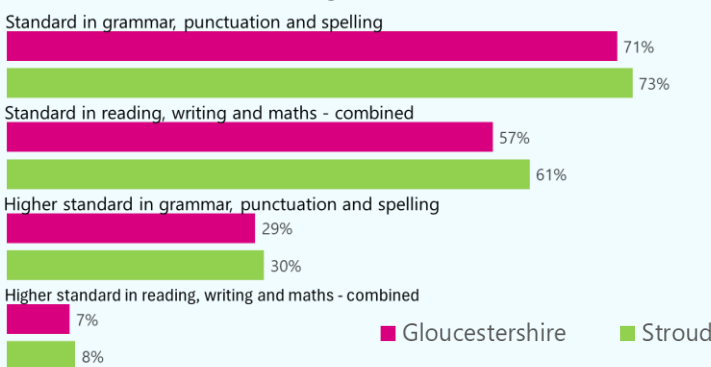 Standard in grammar, punctuation and spelling
71%
73%
Standard in reading, writing and maths - combined
57%
61%
Higher standard in grammar, punctuation and spelling
29%
30%
Higher standard in reading, writing and maths - combined
7%
Gloucestershire Stroud
8%